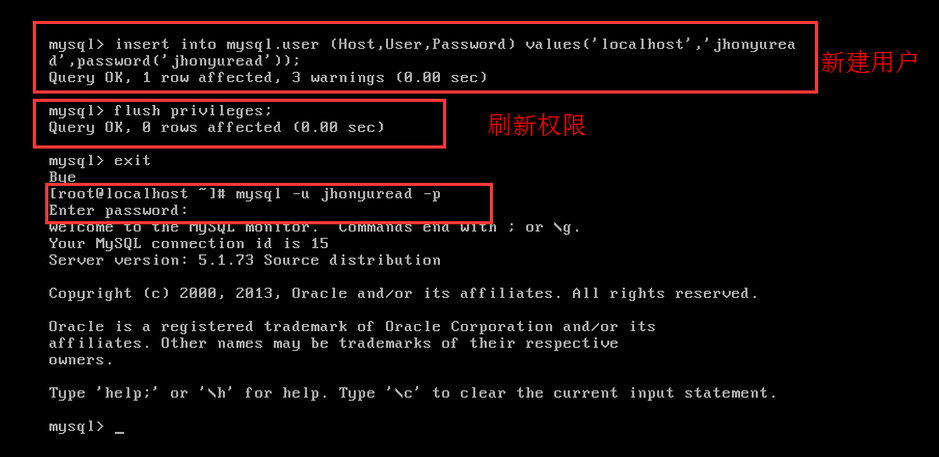 mysql> insert into mysql.user (Host,User,Password) values('localhost','jhonyurea
d',password('jhonyuread'));
Query OK, 1 row affected, 3 warnings (0.00 sec)
新建用户
mysql> flush privileges;
Query OK, 0 rows affected (0.00 sec)
刷新权限
mysql> exit
Bye
[root@localhost ~]# mysql -u jhonyuread -p
Enter password:
Welcome to the MySQL monitor.  Commands end with ; or \g.
Your MySQL connection id is 15
Server version: 5.1.73 Source distribution
Copyright (c) 2000, 2013, Oracle and/or its affiliates. All rights reserved.
Oracle is a registered trademark of Oracle Corporation and/or its
affiliates. Other names may be trademarks of their respective
owners.
Type 'help;' or '\h' for help. Type '\c' to clear the current input statement.
mysql> _